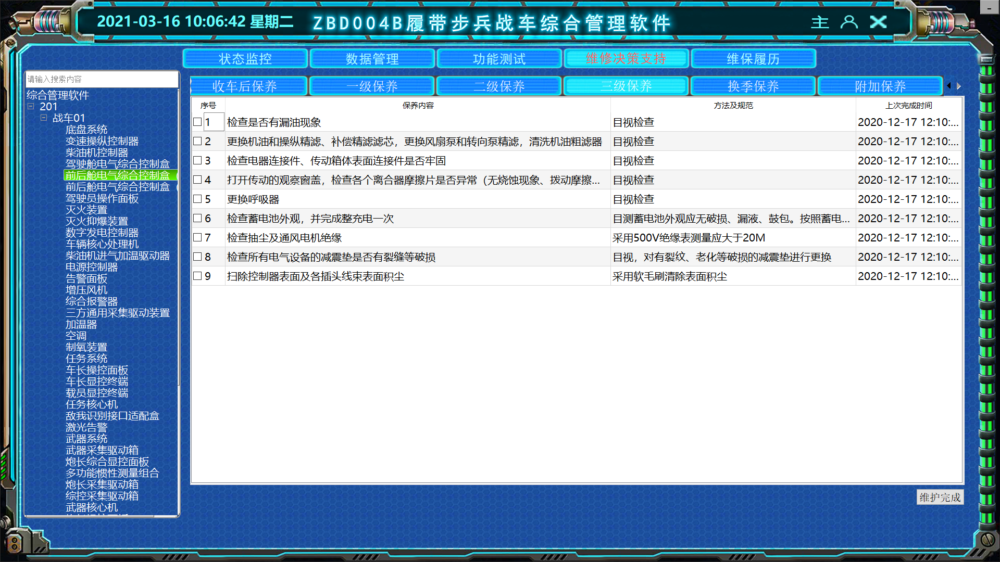 2021-03-16 10:06:42 星期二
ZBD004B履带步兵战车综合管理软件
主
状态监控
数据管理
功能测试
维修决策支持
维保履历
收车后保养
一级保养
二级保养
三级保养
换季保养
附加保养
请输入搜索内容
综合管理软件
201
战车01
底盘系统
变速操纵控制器
柴油机控制器
驾驶舱电气综合控制盒
前后舱电气综合控制盒 (
前后舱电气综合控制盒 (
驾驶员操作面板
灭火装置
灭火抑爆装置
数字发电控制器
车辆核心处理机
柴油机进气加温驱动器
电源控制器
告警面板
增压风机
综合报警器
三方通用采集驱动装置
加温器
空调
制氧装置
任务系统
车长操控面板
车长显控终端
载员显控终端
任务核心机
敌我识别接口适配盒
激光告警
武器系统
武器采集驱动箱
炮长综合显控面板
多功能惯性测量组合
炮长采集驱动箱
综控采集驱动箱
武器核心机
序号 保养内容 方法及规范 上次完成时间
1 检查是否有漏油现象 目视检查 2020-12-17 12:10:...
2 更换机油和操纵精滤、补偿精滤滤芯，更换风扇泵和转向泵精滤，清洗机油粗滤器 目视检查 2020-12-17 12:10:...
3 检查电器连接件、传动箱体表面连接件是否牢固 目视检查 2020-12-17 12:10:...
4 打开传动的观察窗盖，检查各个离合器摩擦片是否异常（无烧蚀现象、拨动摩擦... 目视检查 2020-12-17 12:10:...
5 更换呼吸器 目视检查 2020-12-17 12:10:...
6 检查蓄电池外观，并完成整充电一次 目测蓄电池外观应无破损、漏液、鼓包。按照蓄电... 2020-12-17 12:10:...
7 检查抽尘及通风电机绝缘 采用500V绝缘表测量应大于20M 2020-12-17 12:10:...
8 检查所有电气设备的减震垫是否有裂缝等破损 目视，对有裂纹、老化等破损的减震垫进行更换 2020-12-17 12:10:...
9 扫除控制器表面及各插头线束表面积尘 采用软毛刷清除表面积尘 2020-12-17 12:10:...
维护完成